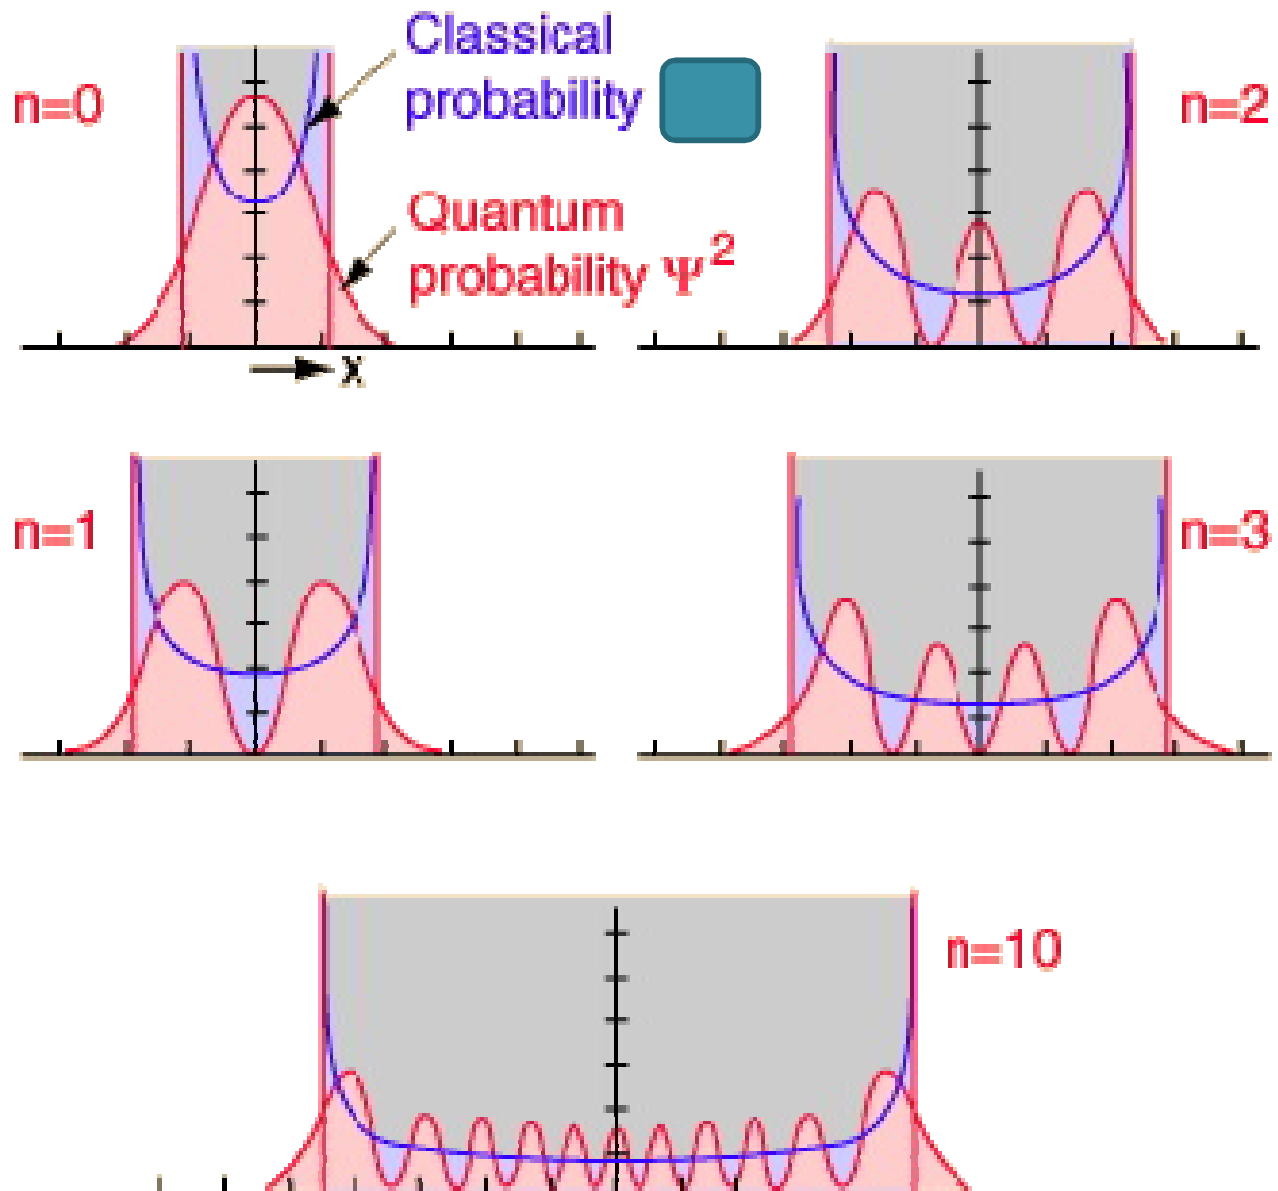 n=0
Classical
probability
Quantum
probability Ψ²
x
n=2
n=1
n=3
n=10